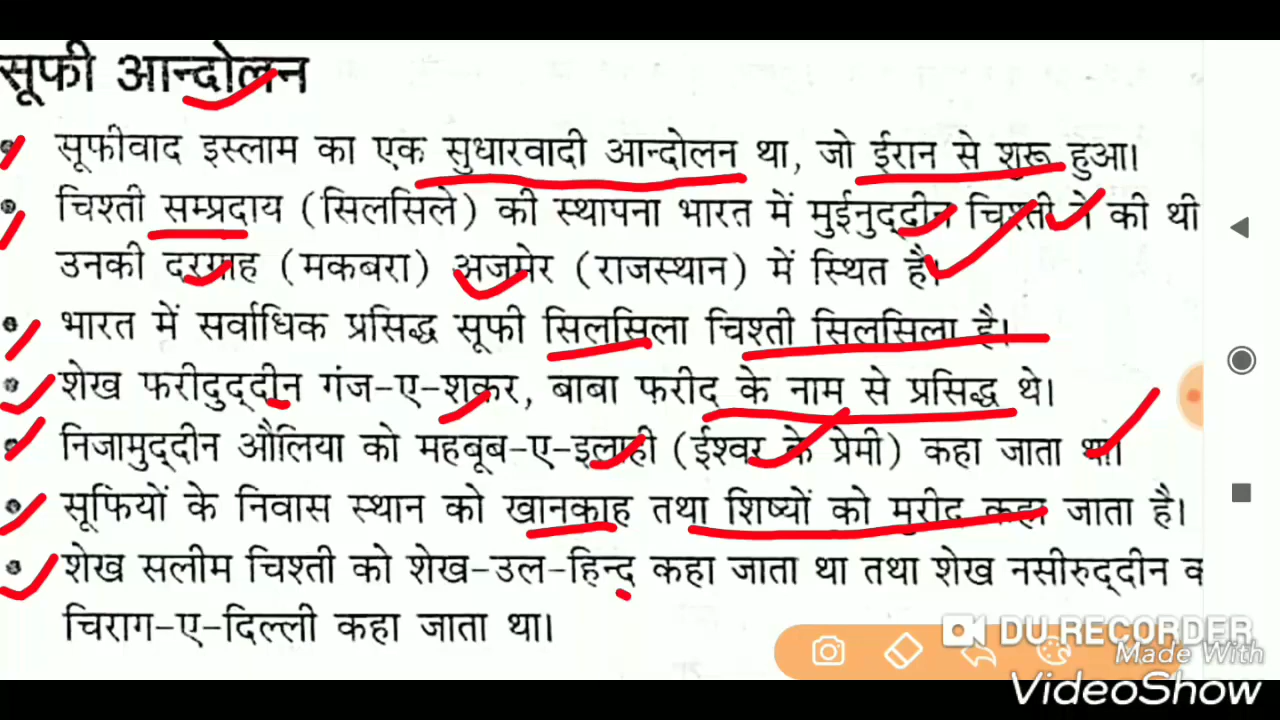 सूफी आन्दोलन
सूफीवाद इस्लाम का एक सुधारवादी आन्दोलन था, जो ईरान से शुरू हुआ।
चिश्ती सम्प्रदाय (सिलसिले) की स्थापना भारत में मुईनुद्दीन चिश्ती ने की थी
उनकी दरगाह (मकबरा) अजमेर (राजस्थान) में स्थित है।
भारत में सर्वाधिक प्रसिद्ध सूफी सिलसिला चिश्ती सिलसिला है।
शेख फरीदुद्दीन गंज-ए-शकर, बाबा फरीद के नाम से प्रसिद्ध थे।
निजामुद्दीन औलिया को महबूब-ए-इलाही (ईश्वर के प्रेमी) कहा जाता था।
सूफियों के निवास स्थान को खानकाह तथा शिष्यों को मुरीद कहा जाता है।
शेख सलीम चिश्ती को शेख-उल-हिन्द कहा जाता था तथा शेख नसीरुद्दीन
चिराग-ए-दिल्ली कहा जाता था।
DU RECORDER
Made With
VideoShow